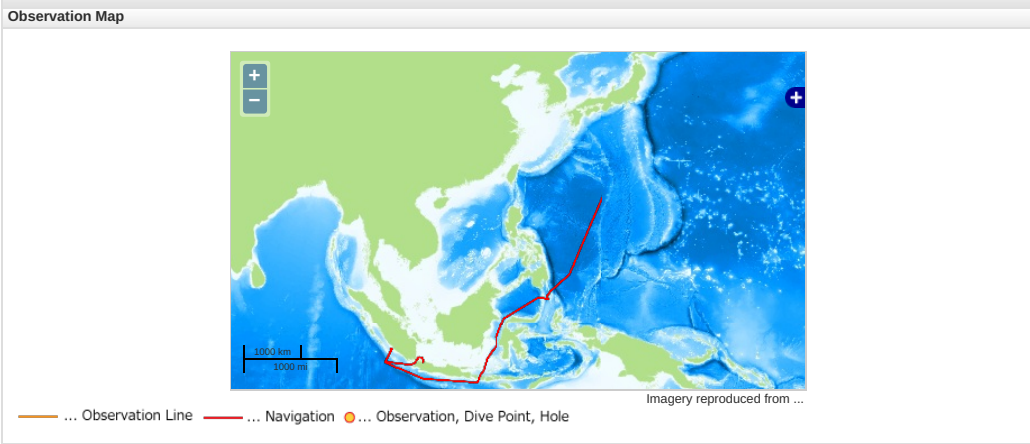 Observation Map
+
−
+
1000 km
1000 mi
Imagery reproduced from ...
... Observation Line ... Navigation ... Observation, Dive Point, Hole